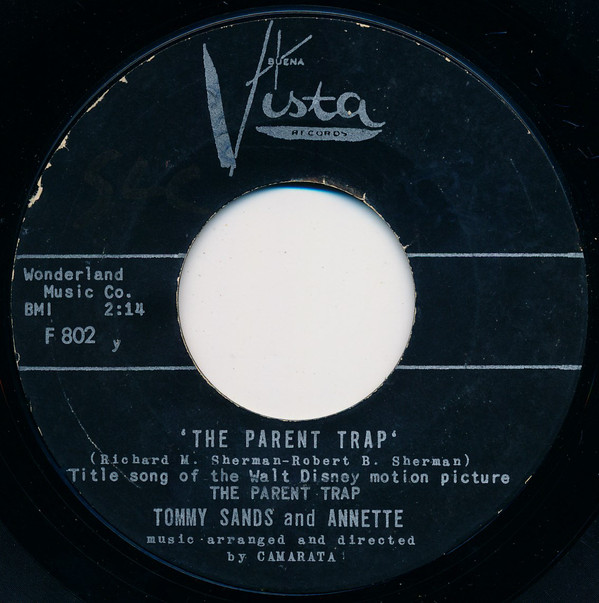 BUENA
Vista
RECORDS
Wonderland
Music Co.
BMI 2:14
F 802 y
'THE PARENT TRAP'
(Richard M. Sherman-Robert B. Sherman)
Title song of the Walt Disney motion picture
THE PARENT TRAP
TOMMY SANDS and ANNETTE
music arranged and directed
by CAMARATA